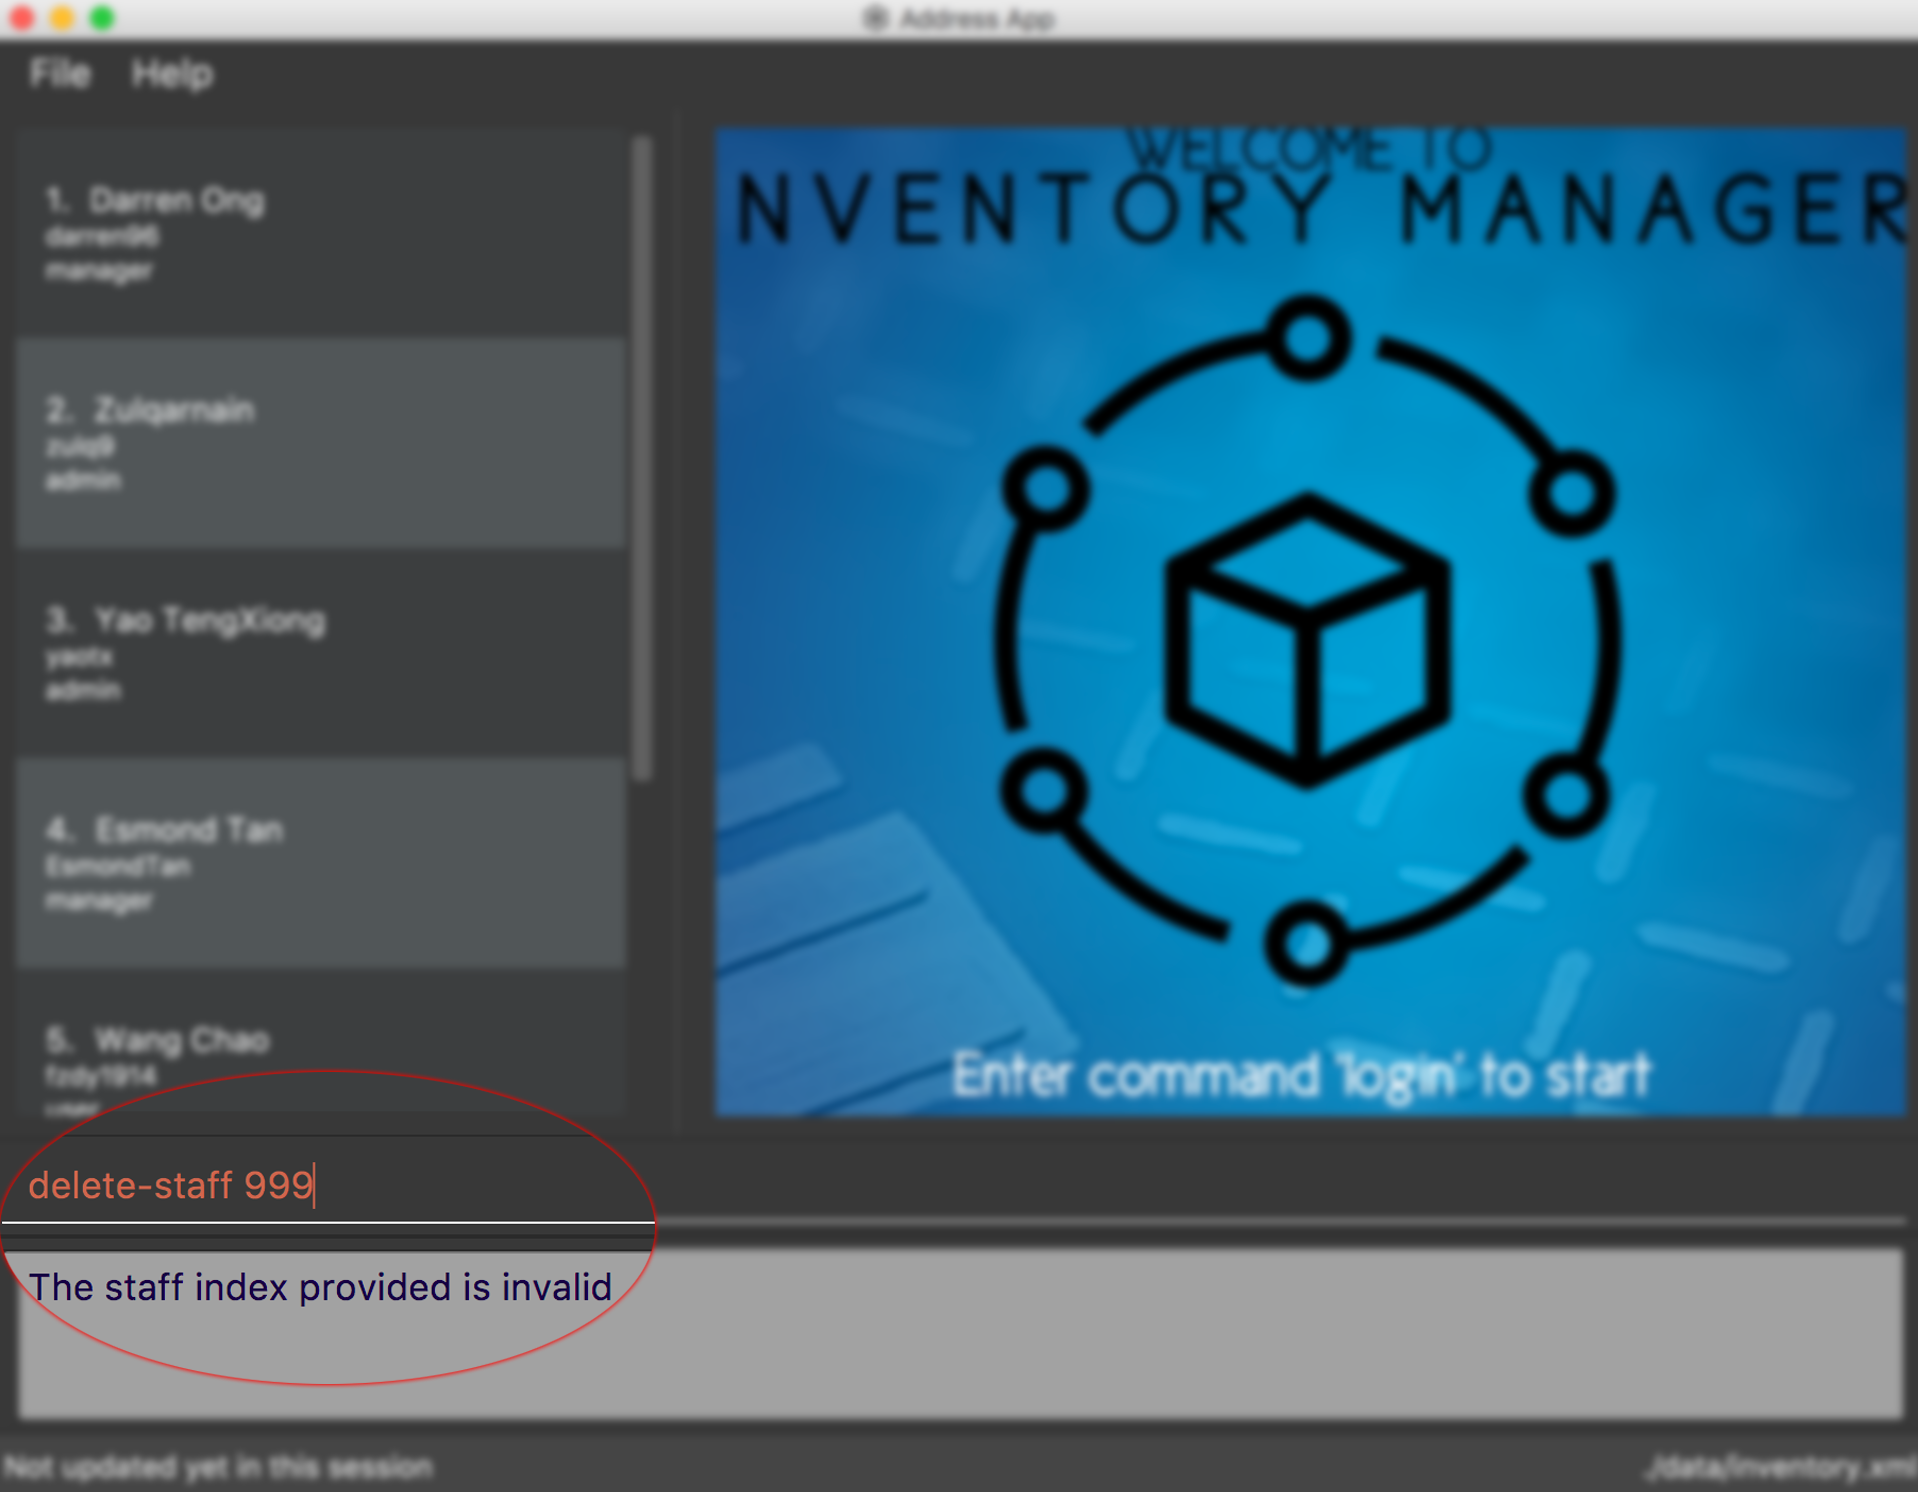 Address App
File Help
1. Darren Ong
darren96
manager
2. Zulqarnain
zulq9
admin
3. Yao TengXiong
yaotx
admin
4. Esmond Tan
EsmondTan
manager
5. Wang Chao
fzdy1914
user
WELCOME TO
NVENTORY MANAGER
Enter command 'login' to start
delete-staff 999
The staff index provided is invalid
Not updated yet in this session
./data/inventory.xml